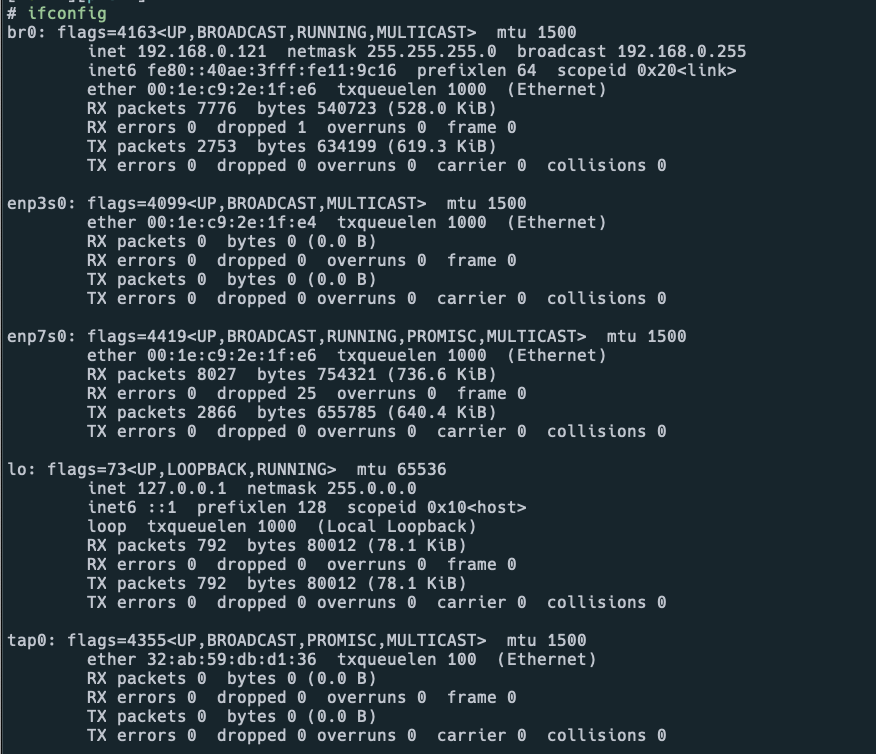 # ifconfig
br0: flags=4163<UP,BROADCAST,RUNNING,MULTICAST>  mtu 1500
        inet 192.168.0.121  netmask 255.255.255.0  broadcast 192.168.0.255
        inet6 fe80::40ae:3fff:fe11:9c16  prefixlen 64  scopeid 0x20<link>
        ether 00:1e:c9:2e:1f:e6  txqueuelen 1000  (Ethernet)
        RX packets 7776  bytes 540723 (528.0 KiB)
        RX errors 0  dropped 1  overruns 0  frame 0
        TX packets 2753  bytes 634199 (619.3 KiB)
        TX errors 0  dropped 0 overruns 0  carrier 0  collisions 0

enp3s0: flags=4099<UP,BROADCAST,MULTICAST>  mtu 1500
        ether 00:1e:c9:2e:1f:e4  txqueuelen 1000  (Ethernet)
        RX packets 0  bytes 0 (0.0 B)
        RX errors 0  dropped 0  overruns 0  frame 0
        TX packets 0  bytes 0 (0.0 B)
        TX errors 0  dropped 0 overruns 0  carrier 0  collisions 0

enp7s0: flags=4419<UP,BROADCAST,RUNNING,PROMISC,MULTICAST>  mtu 1500
        ether 00:1e:c9:2e:1f:e6  txqueuelen 1000  (Ethernet)
        RX packets 8027  bytes 754321 (736.6 KiB)
        RX errors 0  dropped 25  overruns 0  frame 0
        TX packets 2866  bytes 655785 (640.4 KiB)
        TX errors 0  dropped 0 overruns 0  carrier 0  collisions 0

lo: flags=73<UP,LOOPBACK,RUNNING>  mtu 65536
        inet 127.0.0.1  netmask 255.0.0.0
        inet6 ::1  prefixlen 128  scopeid 0x10<host>
        loop  txqueuelen 1000  (Local Loopback)
        RX packets 792  bytes 80012 (78.1 KiB)
        RX errors 0  dropped 0  overruns 0  frame 0
        TX packets 792  bytes 80012 (78.1 KiB)
        TX errors 0  dropped 0 overruns 0  carrier 0  collisions 0

tap0: flags=4355<UP,BROADCAST,PROMISC,MULTICAST>  mtu 1500
        ether 32:ab:59:db:d1:36  txqueuelen 100  (Ethernet)
        RX packets 0  bytes 0 (0.0 B)
        RX errors 0  dropped 0  overruns 0  frame 0
        TX packets 0  bytes 0 (0.0 B)
        TX errors 0  dropped 0 overruns 0  carrier 0  collisions 0